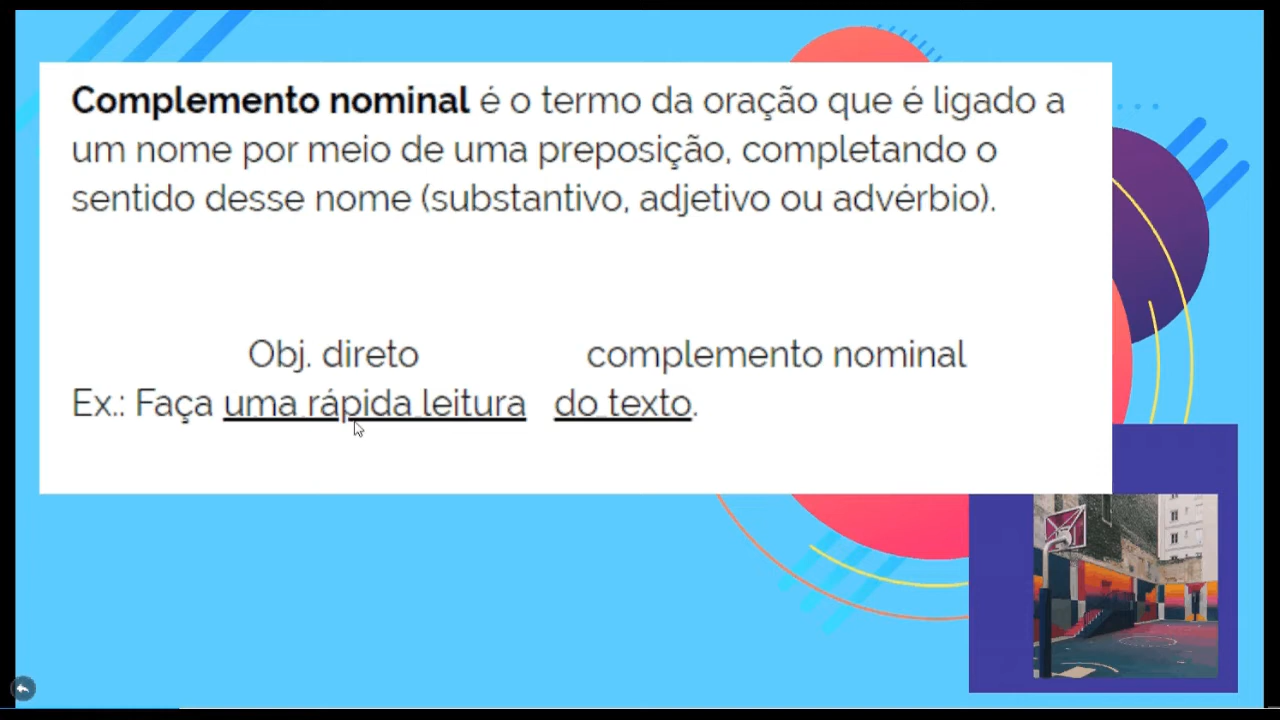 Complemento nominal é o termo da oração que é ligado a
um nome por meio de uma preposição, completando o
sentido desse nome (substantivo, adjetivo ou advérbio).
Obj. direto complemento nominal
Ex.: Faça uma rápida leitura do texto.